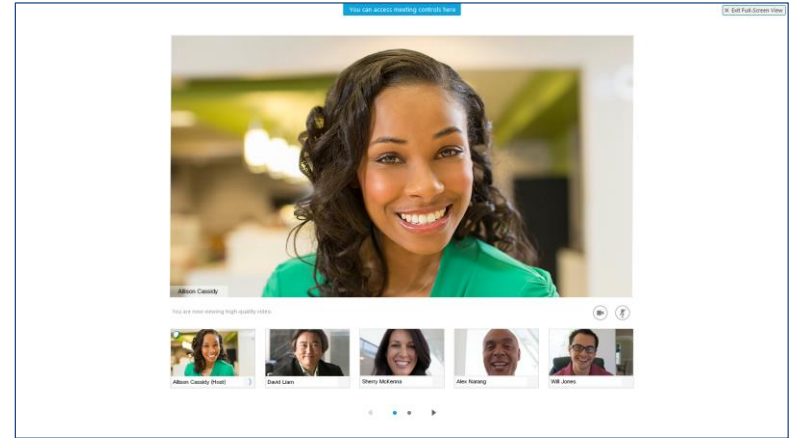 You can access meeting controls here
Exit Full-Screen View
Allison Cassidy
You are now viewing high quality video.
Allison Cassidy (Host)
David Liam
Sherry McKenna
Alex Narang
Will Jones